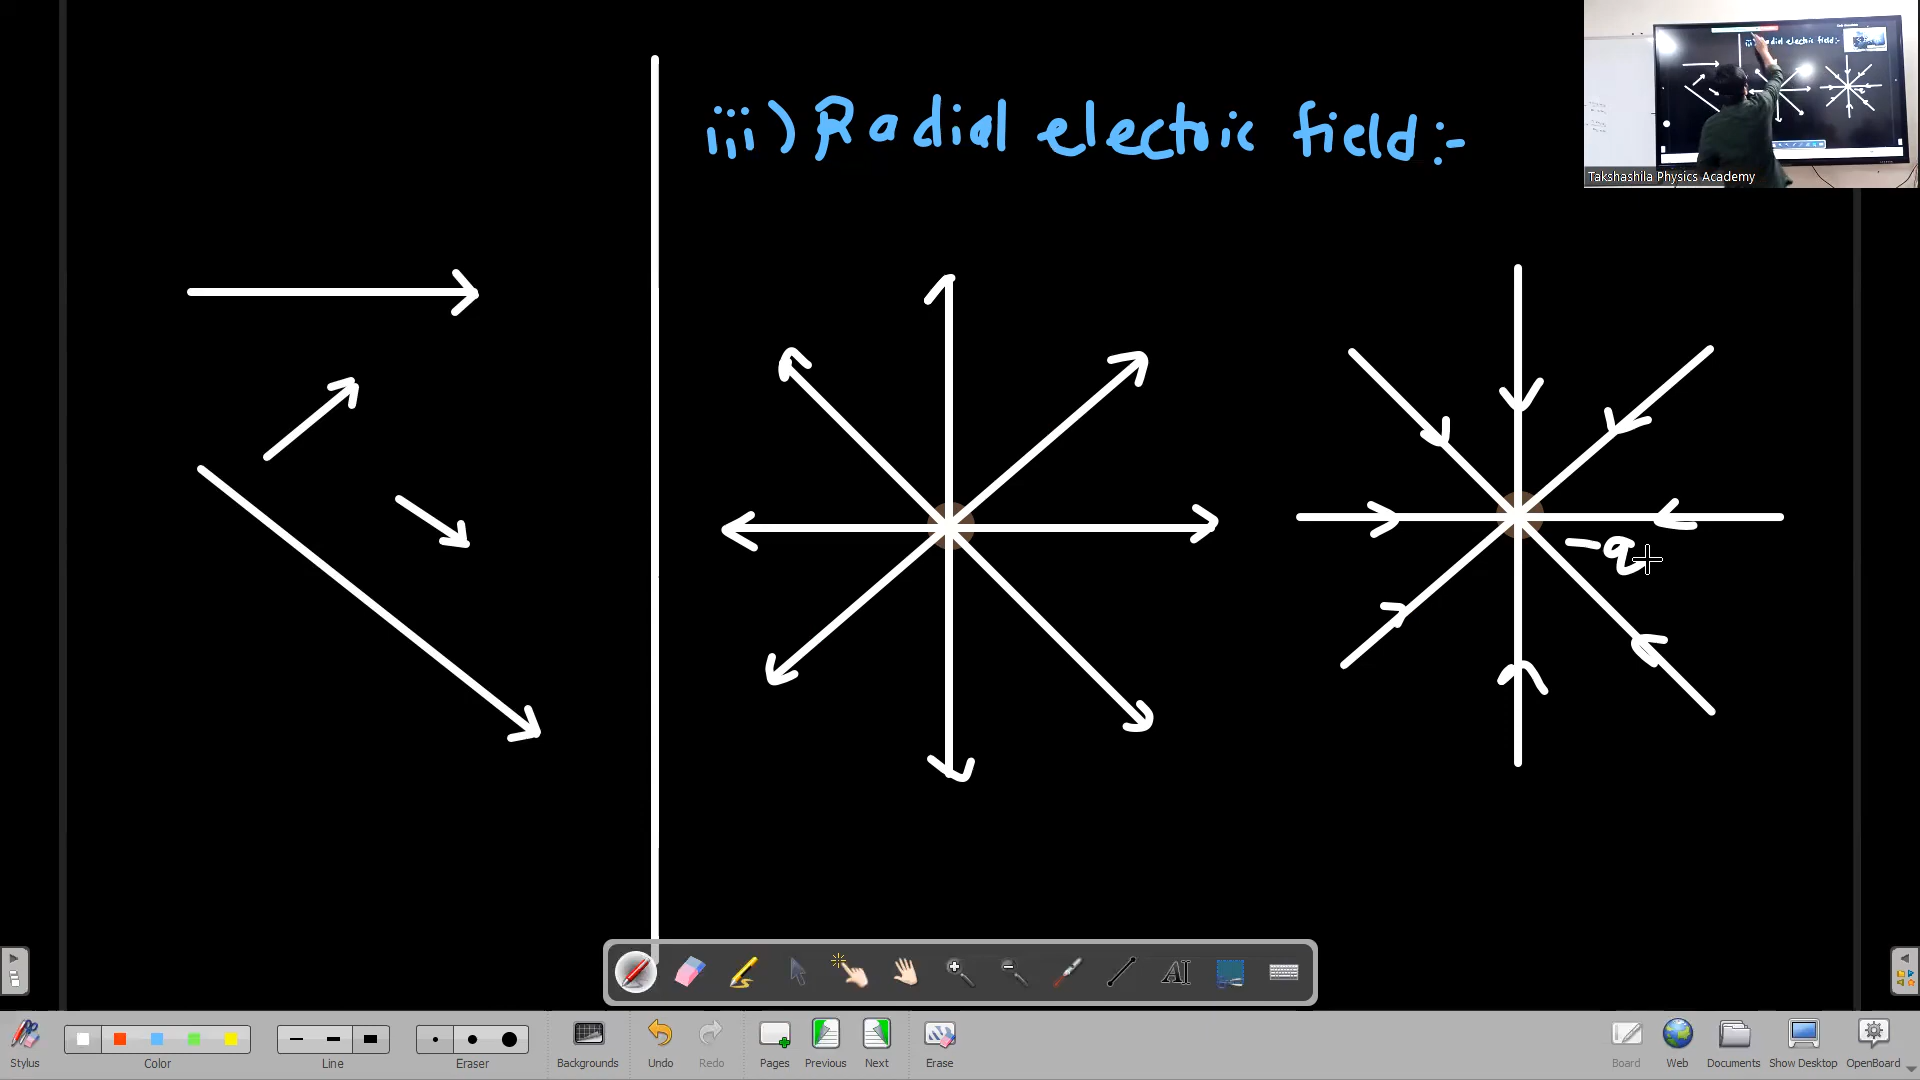 iii) Radial electric field:-
Takshashila Physics Academy
-q
Stylus
Color
Line
Eraser
Backgrounds
Undo
Redo
Pages
Previous
Next
Erase
Board
Web
Documents
Show Desktop
OpenBoard
AI